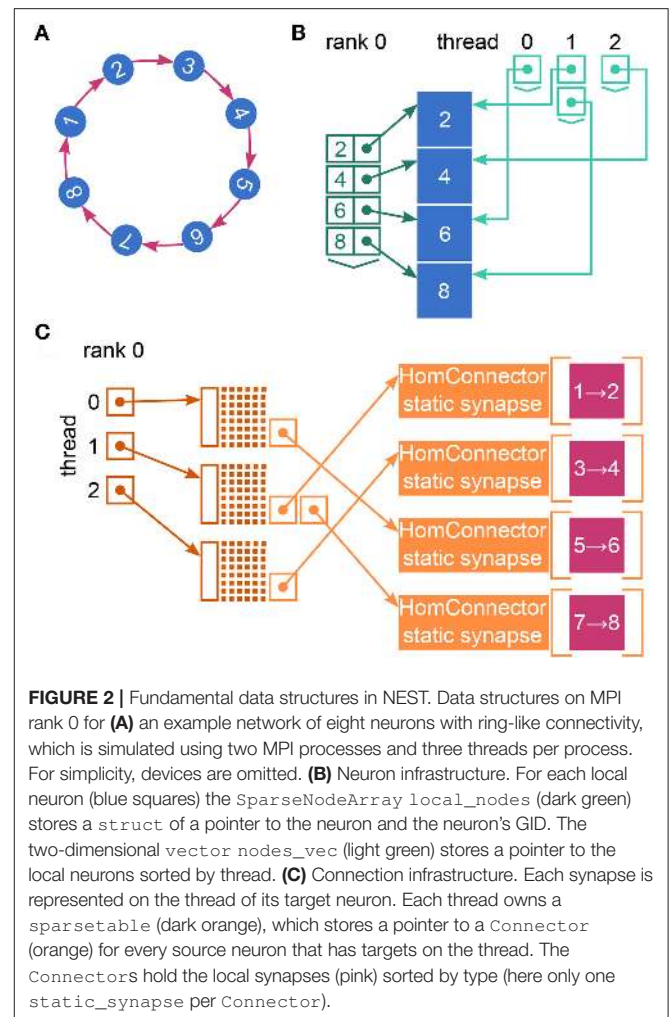 A
1
2
3
4
5
6
7
8
B
rank 0 thread 0 1 2
2
4
6
8
2
4
6
8
C
rank 0
thread
0
1
2
HomConnector
static synapse
1→2
HomConnector
static synapse
3→4
HomConnector
static synapse
5→6
HomConnector
static synapse
7→8
FIGURE 2 | Fundamental data structures in NEST. Data structures on MPI
rank 0 for (A) an example network of eight neurons with ring-like connectivity,
which is simulated using two MPI processes and three threads per process.
For simplicity, devices are omitted. (B) Neuron infrastructure. For each local
neuron (blue squares) the SparseNodeArray local_nodes (dark green)
stores a struct of a pointer to the neuron and the neuron's GID. The
two-dimensional vector nodes_vec (light green) stores a pointer to the
local neurons sorted by thread. (C) Connection infrastructure. Each synapse is
represented on the thread of its target neuron. Each thread owns a
sparsetable (dark orange), which stores a pointer to a Connector
(orange) for every source neuron that has targets on the thread. The
Connectors hold the local synapses (pink) sorted by type (here only one
static_synapse per Connector).